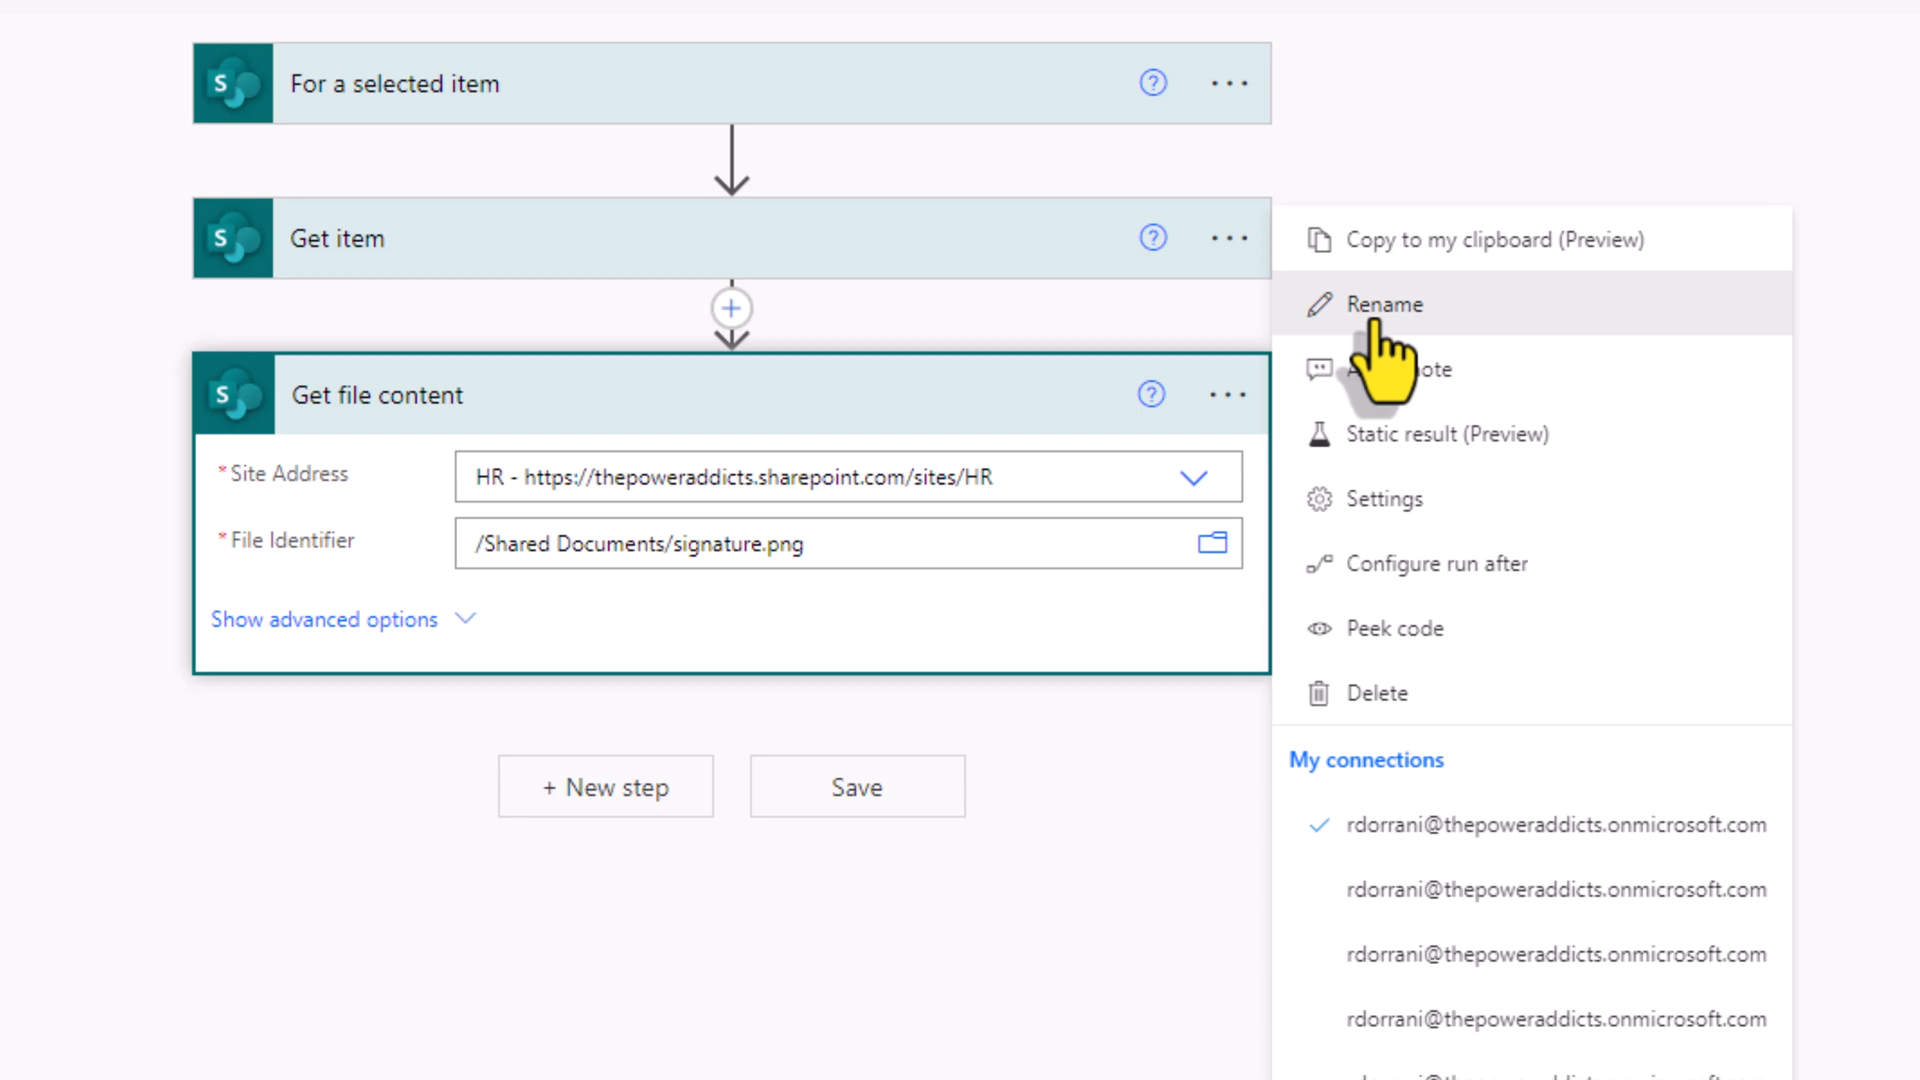 For a selected item
Get item
Get file content
* Site Address
HR - https://thepoweraddicts.sharepoint.com/sites/HR
* File Identifier
/Shared Documents/signature.png
Show advanced options
+ New step
Save
Copy to my clipboard (Preview)
Rename
Static result (Preview)
Settings
Configure run after
Peek code
Delete
My connections
rdorrani@thepoweraddicts.onmicrosoft.com
rdorrani@thepoweraddicts.onmicrosoft.com
rdorrani@thepoweraddicts.onmicrosoft.com
rdorrani@thepoweraddicts.onmicrosoft.com